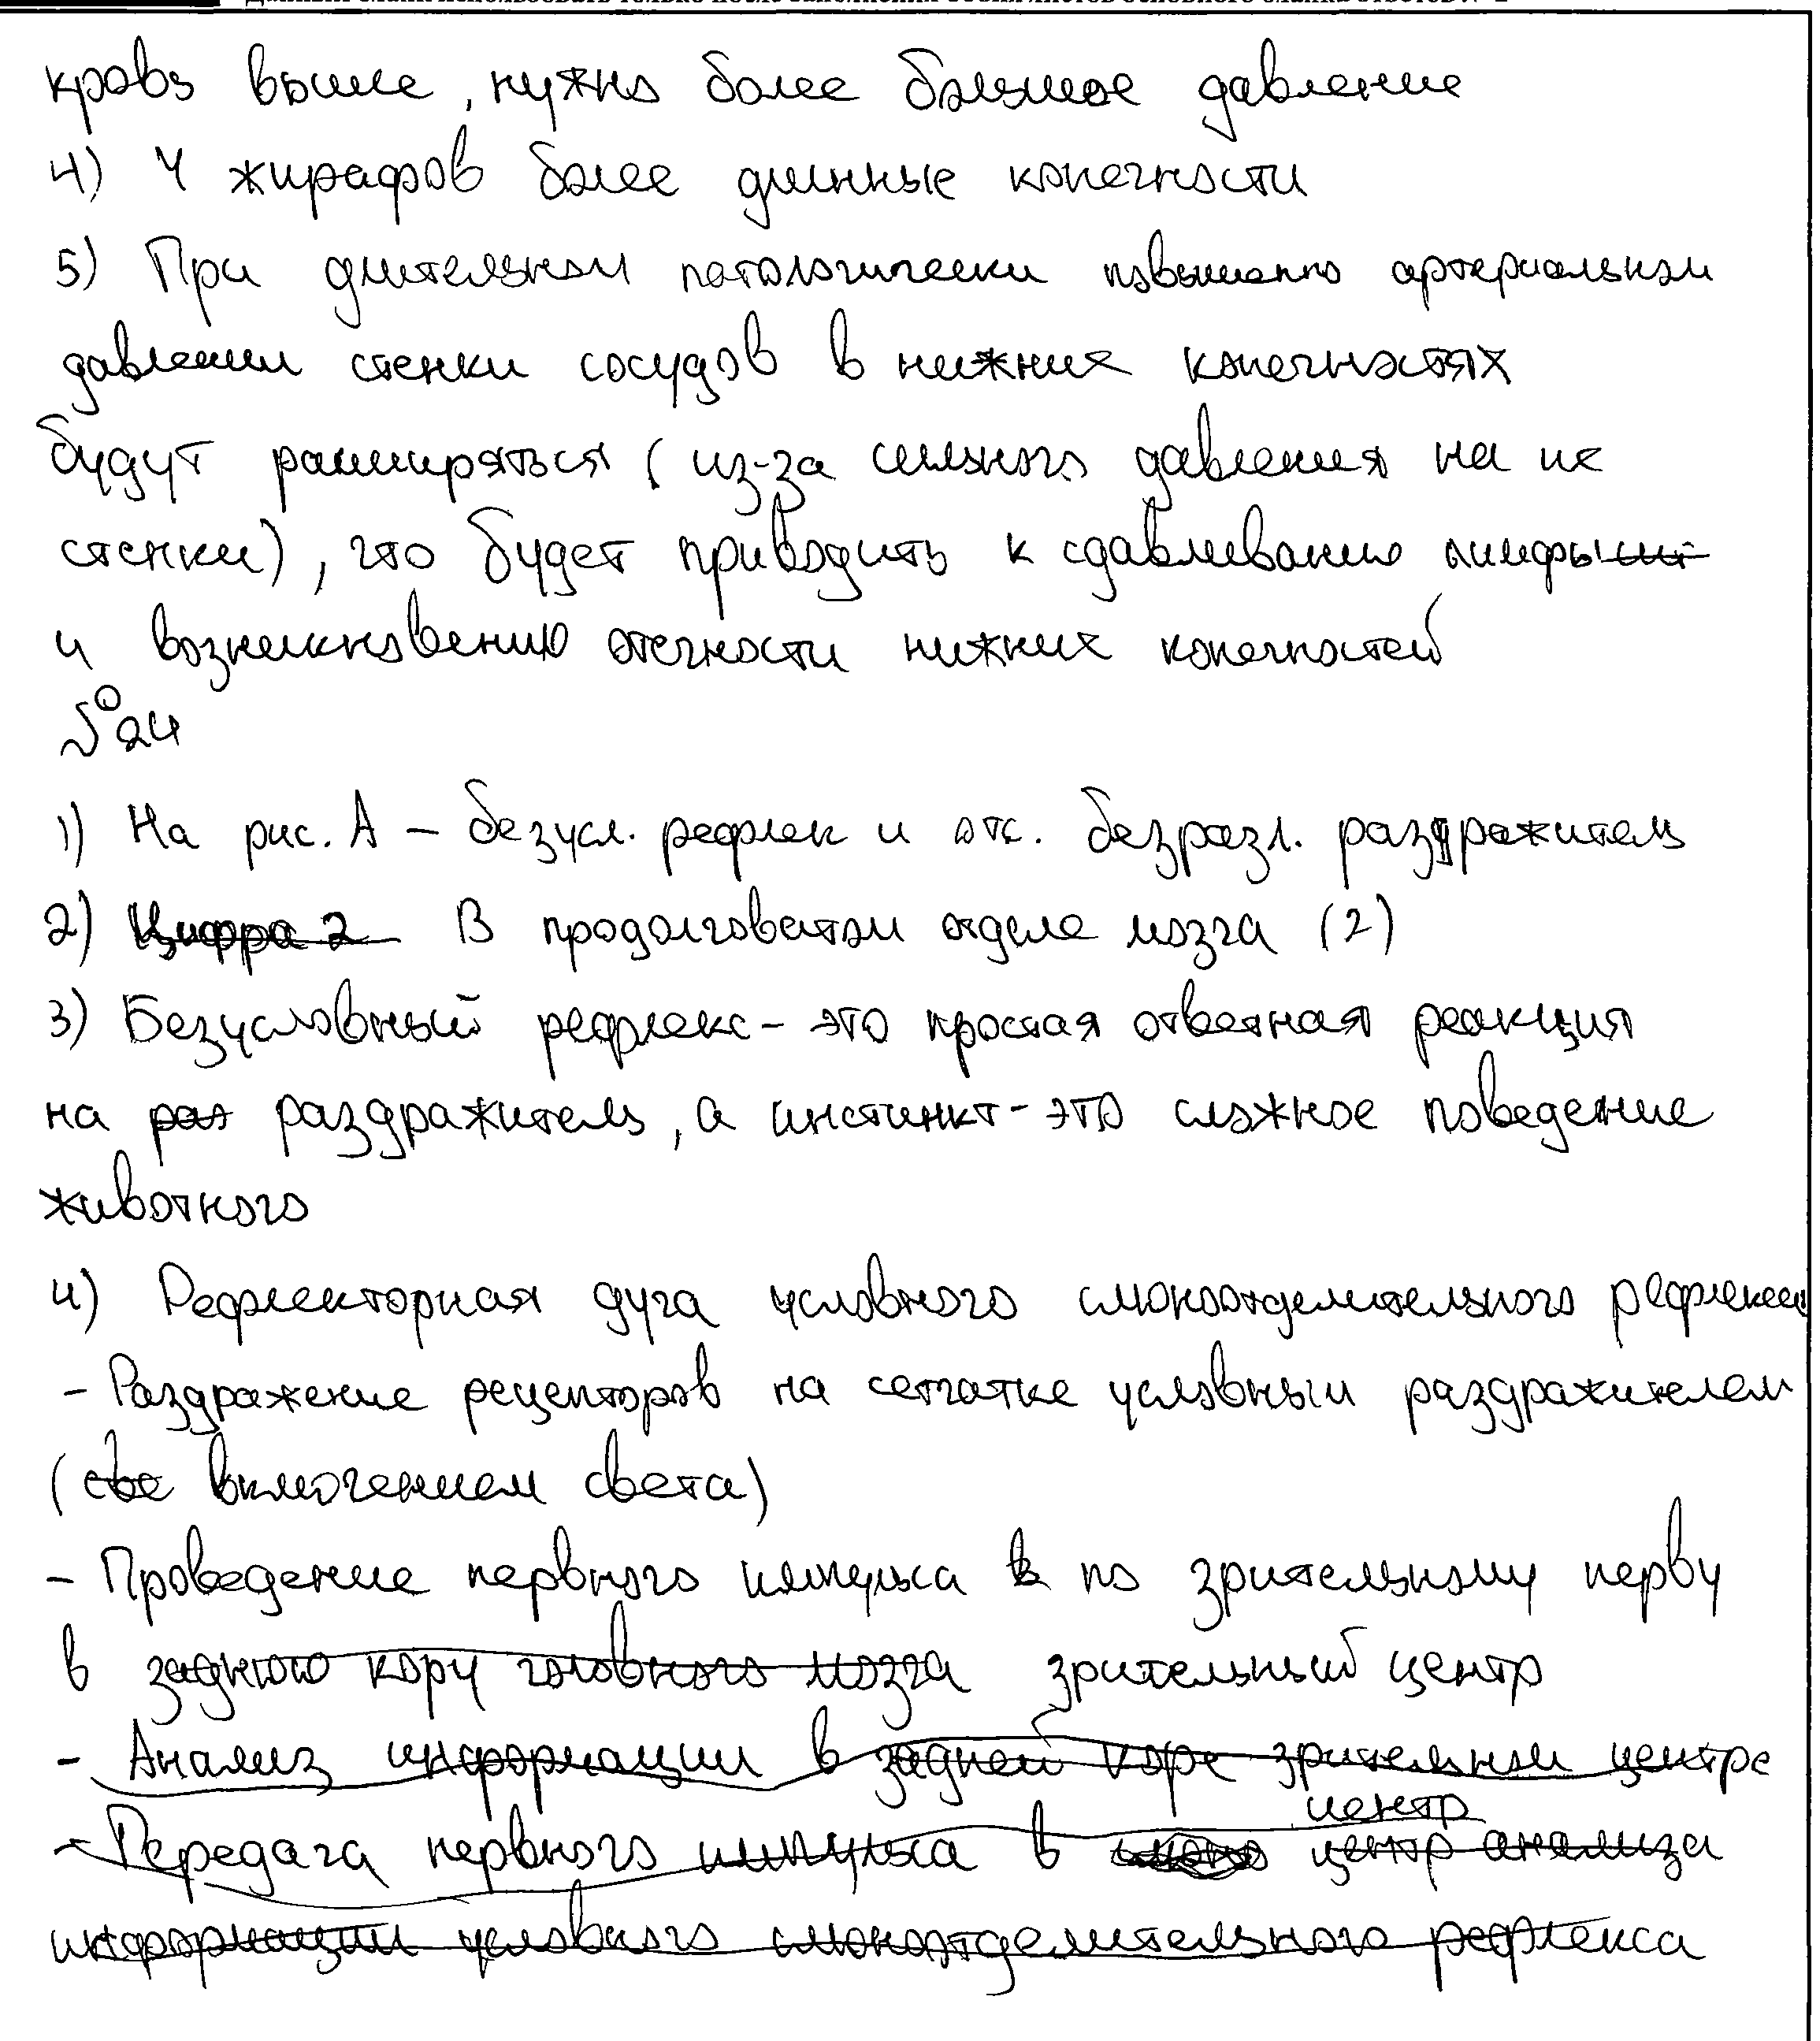 кровь выше, нужно более большое давление
4) У жирафов более длинные конечности
5) При длительном патологически повышенно артериальном
давлении стенки сосудов в нижних конечностях
будут расширяться (из-за сильного давления на их
стенки), что будет приводить к сдавливанию лимфы
и возникновению отечности нижних конечностей
№24
1) На рис. А – безусл. рефлек и отс. безразл. раздражитель
2) Цифра 2 В продолговатом отделе мозга (2)
3) Безусловный рефлекс - это простая ответная реакция
на раз раздражитель, а инстинкт - это сложное поведение
животного
4) Рефлекторная дуга условного слюноотделительного рефлекса
- Раздражение рецепторов на сетчатке условным раздражителем
(све включением света)
- Проведение нервного импульса в по зрительному нерву
в заднюю кору головного мозга зрительный центр
- Анализ информации в задней коре зрительном центре
центр
- Передача нервного импульса в центр анализа
информации условного слюноотделительного рефлекса